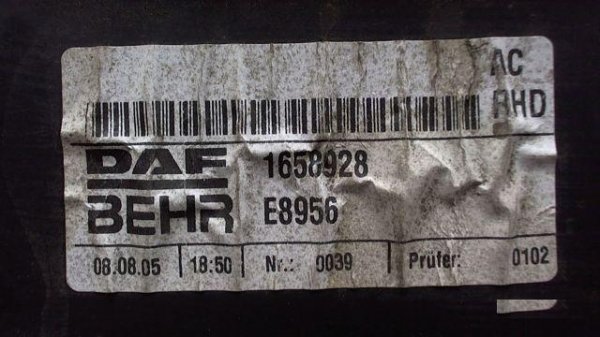 AC
RHD
DAF 1658928
BEHR E8956
08.08.05 18:50 Nr.: 0039 Prüfer: 0102